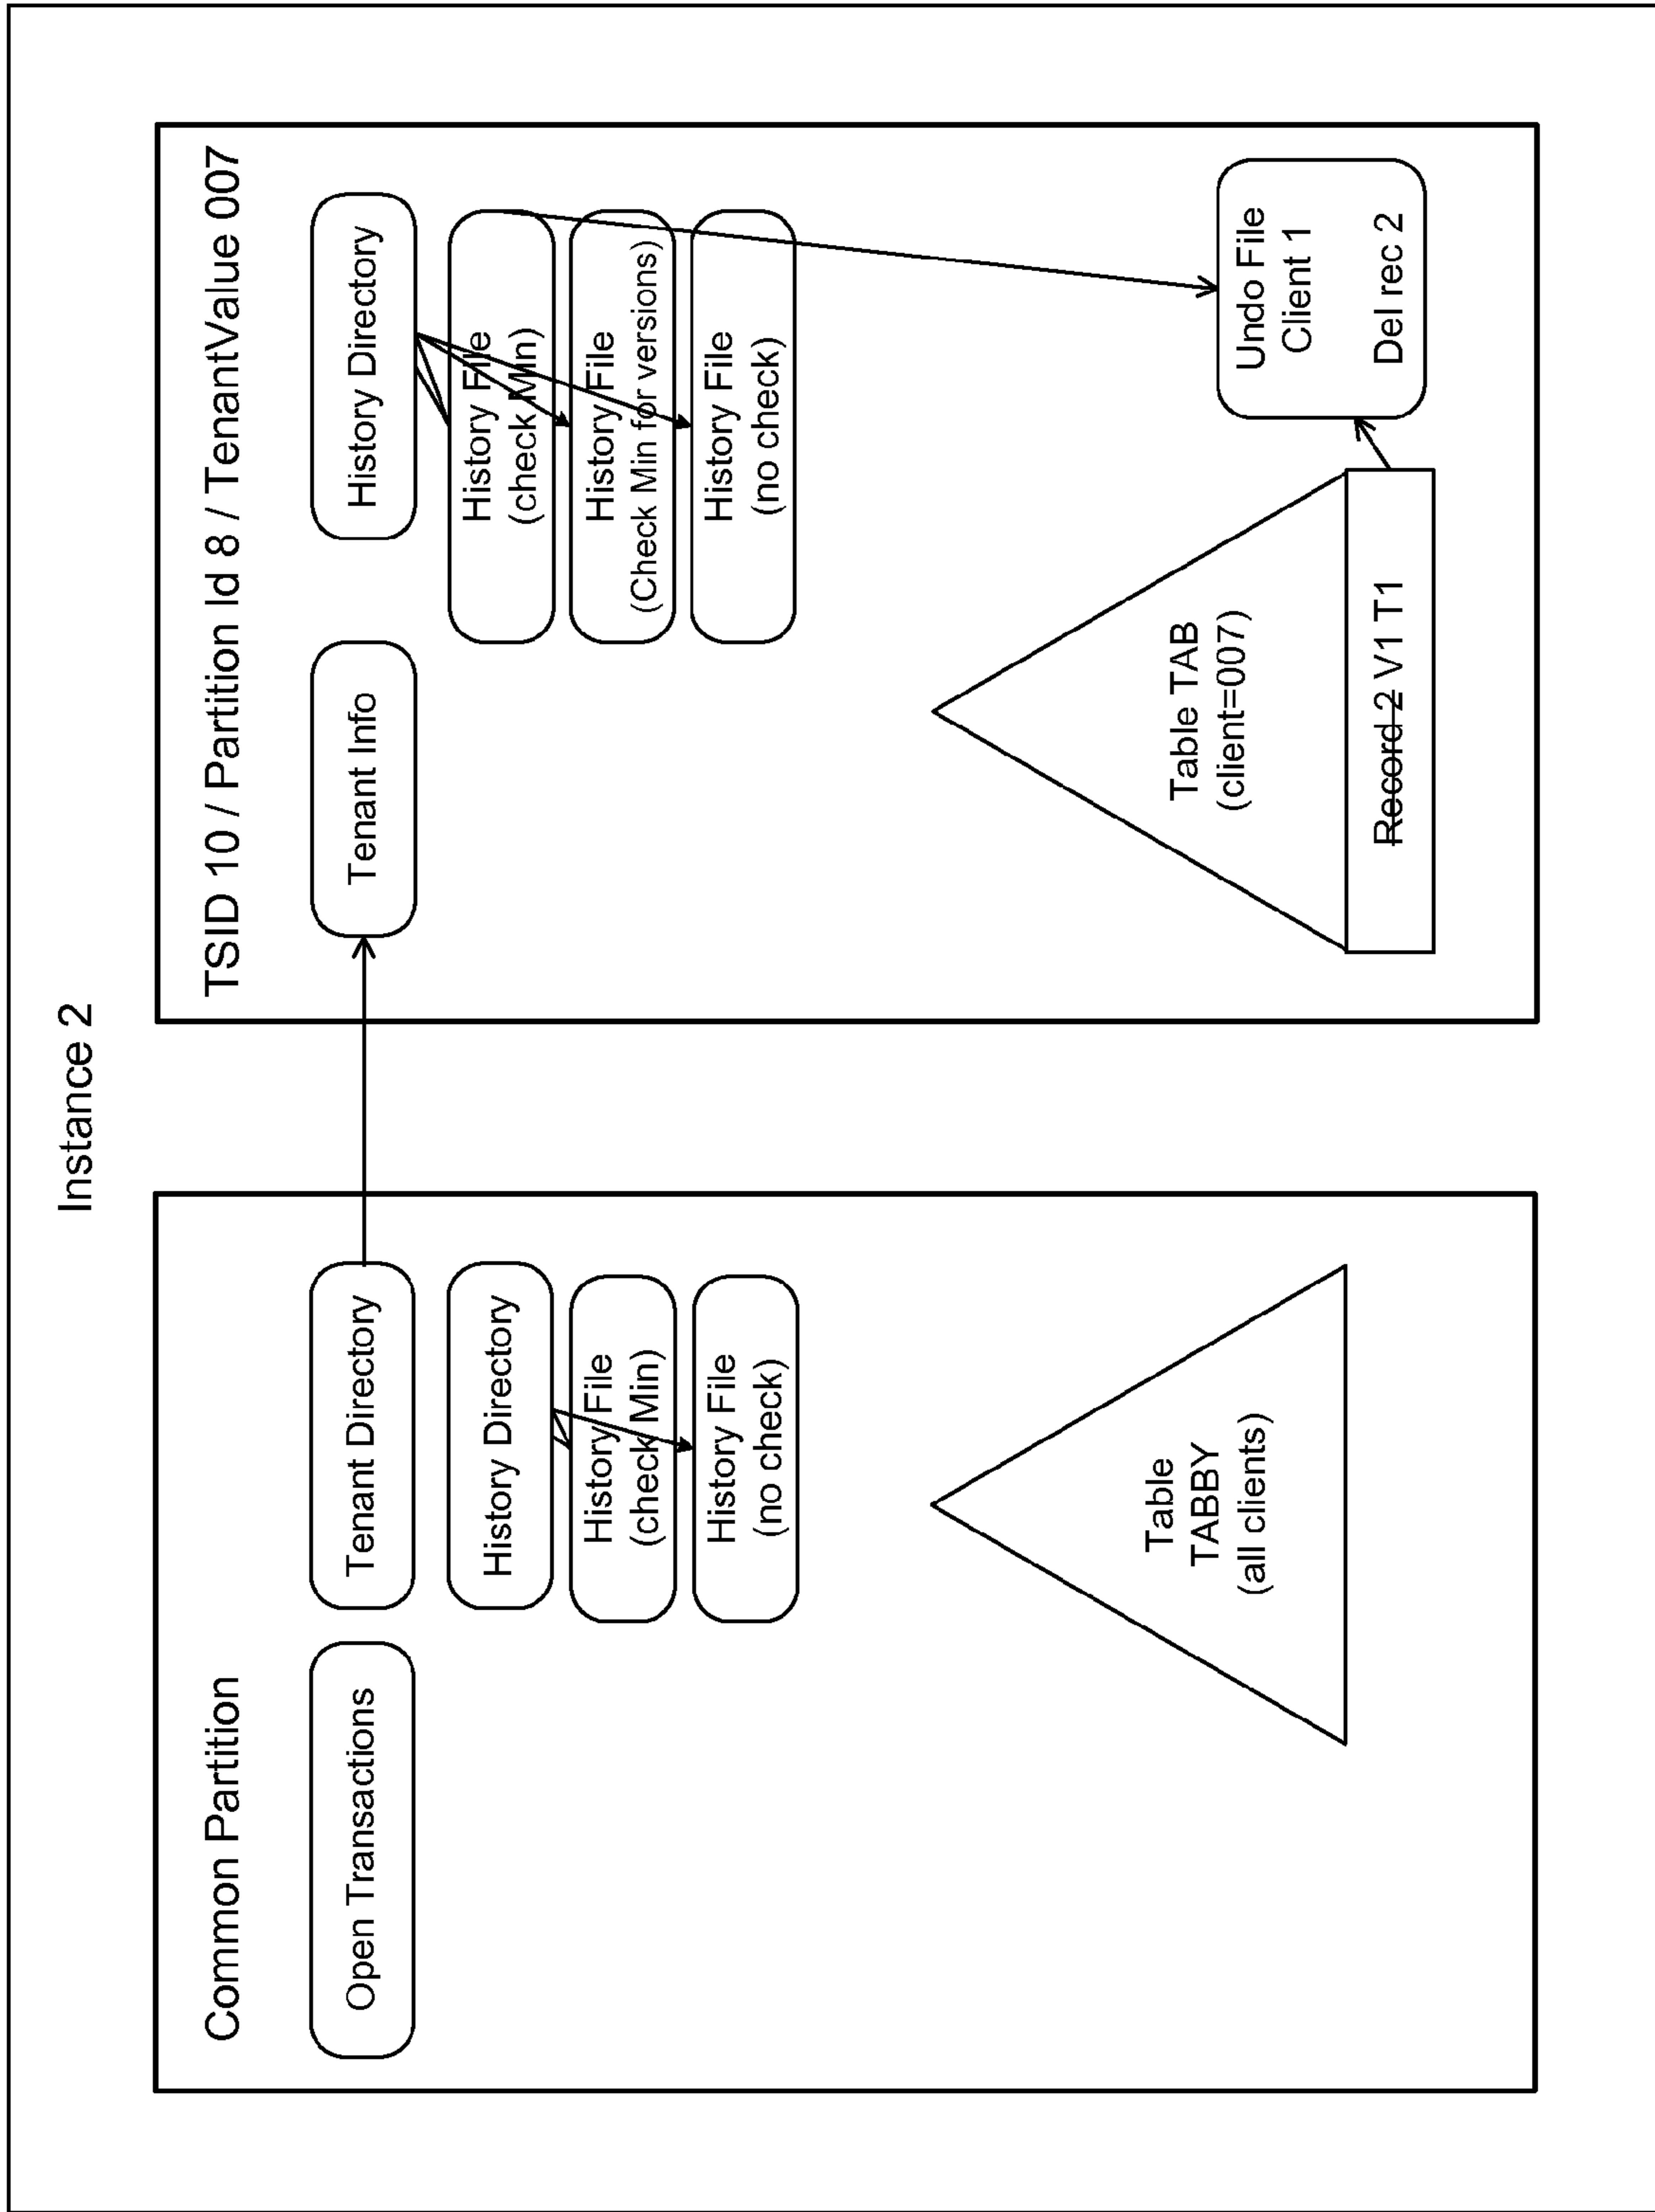 Instance 2
Common Partition
Open Transactions
Tenant Directory
History Directory
History File
(check Min)
History File
(no check)
Table
TABBY
(all clients)
TSID 10 / Partition Id 8 / TenantValue 007
Tenant Info
History Directory
History File
(check Min)
History File
(Check Min for versions)
History File
(no check)
Table TAB
(client=007)
Record 2 V1 T1
Undo File
Client 1
Del rec 2